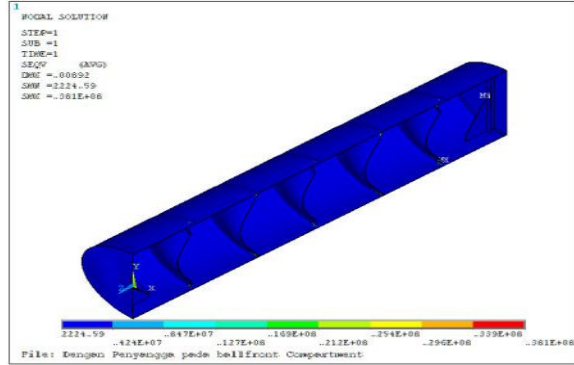 1
NODAL SOLUTION
STEP=1
SUB =1
TIME=1
SEQV (AVG)
DMX =.00892
SMN =2224.59
SMX =.381E+08
MN
MX
Y
Z X
2224.59 .847E+07 .169E+08 .254E+08 .339E+08
.424E+07 .127E+08 .212E+08 .296E+08 .381E+08
File: Dengan Penyangga pada